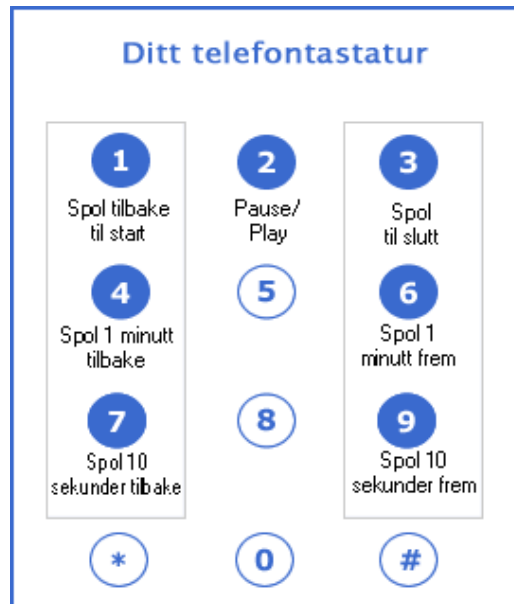 Ditt telefontastatur
1 2 3
Spol tilbake Pause/ Spol
til start Play til slutt
4 5 6
Spol 1 minutt Spol 1
tilbake minutt frem
7 8 9
Spol 10 Spol 10
sekunder tilbake sekunder frem
* 0 #